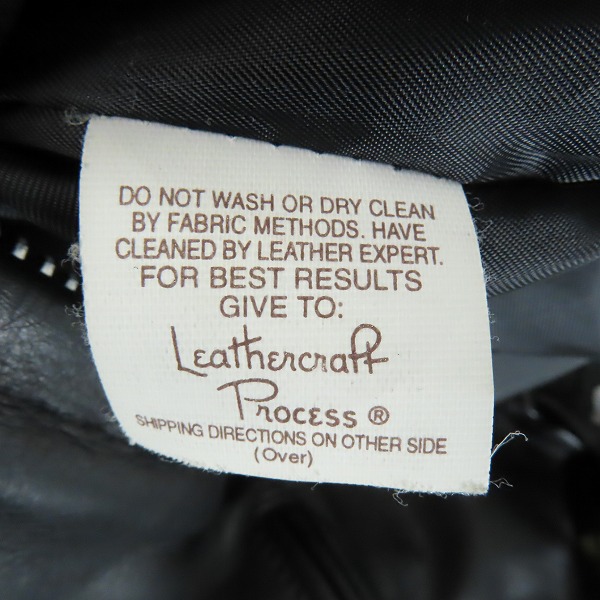 DO NOT WASH OR DRY CLEAN
BY FABRIC METHODS. HAVE
CLEANED BY LEATHER EXPERT.
FOR BEST RESULTS
GIVE TO:
Leathercraft
Process ®
SHIPPING DIRECTIONS ON OTHER SIDE
(Over)